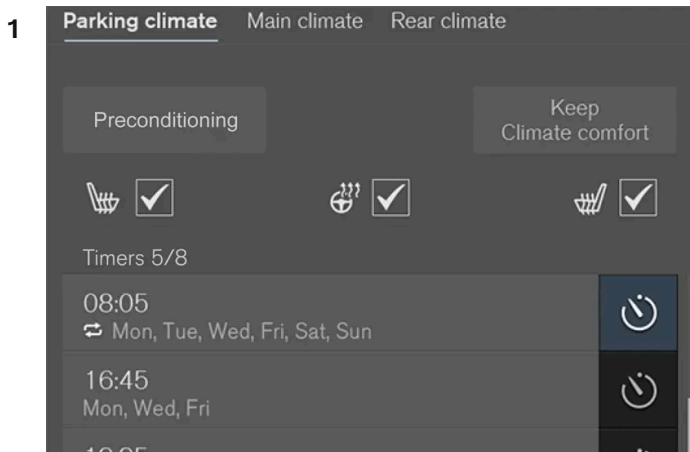 1
Parking climate Main climate Rear climate
Preconditioning
Keep
Climate comfort
Timers 5/8
08:05
Mon, Tue, Wed, Fri, Sat, Sun
16:45
Mon, Wed, Fri